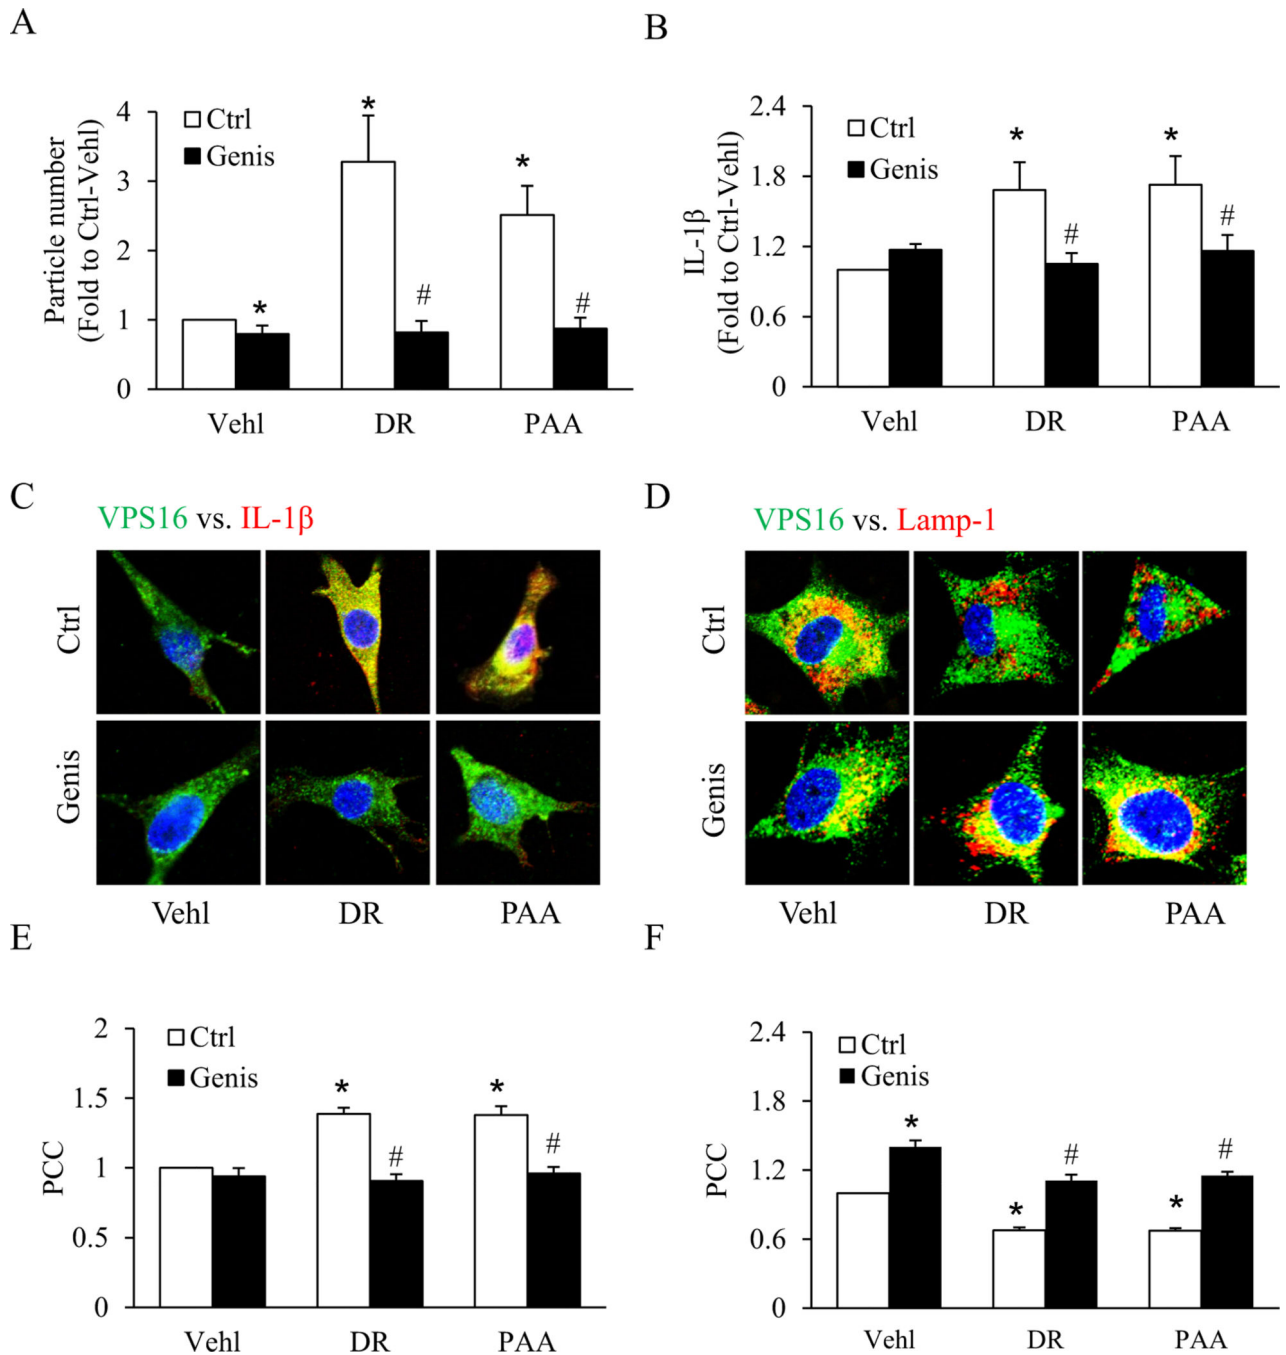 A
Particle number
(Fold to Ctrl-Vehl)
4
3
2
1
0
Ctrl
Genis
*
*
*
#
#
Vehl
DR
PAA
B
IL-1β
(Fold to Ctrl-Vehl)
2.4
1.8
1.2
0.6
0
Ctrl
Genis
*
*
#
#
Vehl
DR
PAA
C
VPS16 vs. IL-1β
Ctrl
Genis
Vehl
DR
PAA
D
VPS16 vs. Lamp-1
Ctrl
Genis
Vehl
DR
PAA
E
PCC
2
1.5
1
0.5
0
Ctrl
Genis
*
*
#
#
Vehl
DR
PAA
F
PCC
2.4
1.8
1.2
0.6
0
Ctrl
Genis
*
*
*
#
#
Vehl
DR
PAA